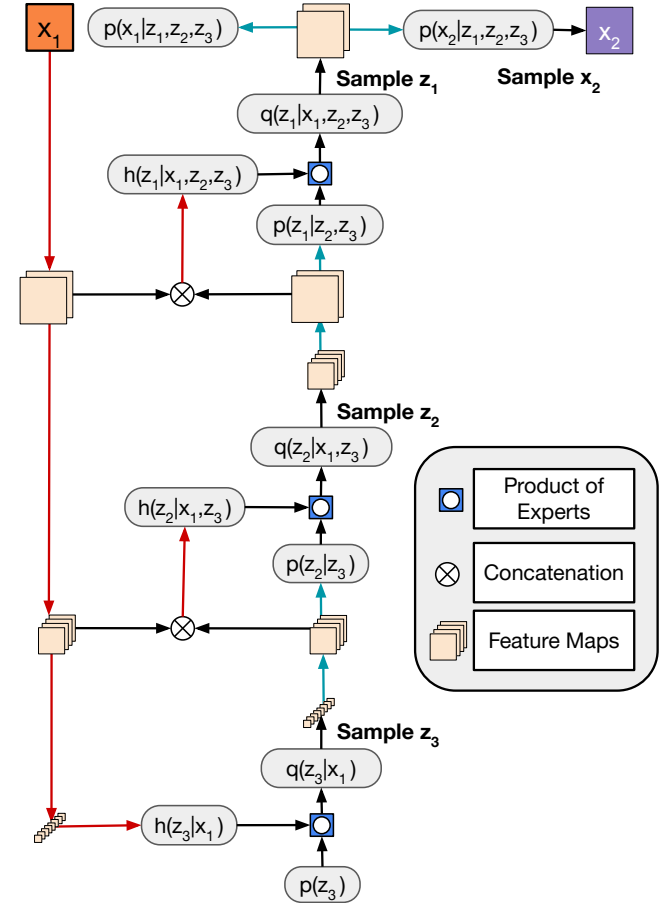 x₁
p(x₁|z₁,z₂,z₃)
p(x₂|z₁,z₂,z₃)
x₂
Sample z₁
Sample x₂
q(z₁|x₁,z₂,z₃)
h(z₁|x₁,z₂,z₃)
p(z₁|z₂,z₃)
Sample z₂
q(z₂|x₁,z₃)
h(z₂|x₁,z₃)
p(z₂|z₃)
Product of
Experts
Concatenation
Feature Maps
Sample z₃
q(z₃|x₁)
h(z₃|x₁)
p(z₃)